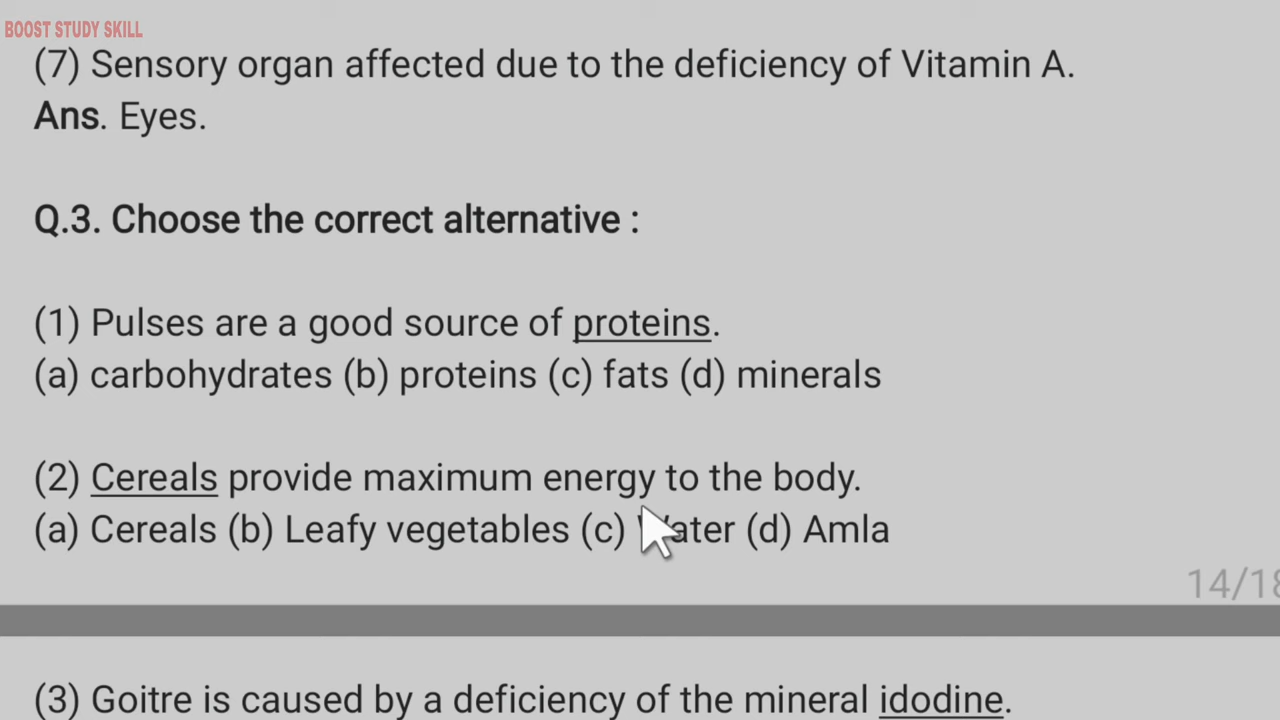 BOOST STUDY SKILL
(7) Sensory organ affected due to the deficiency of Vitamin A.
Ans. Eyes.
Q.3. Choose the correct alternative :
(1) Pulses are a good source of proteins.
(a) carbohydrates (b) proteins (c) fats (d) minerals
(2) Cereals provide maximum energy to the body.
(a) Cereals (b) Leafy vegetables (c) Water (d) Amla
14/18
(3) Goitre is caused by a deficiency of the mineral idodine.